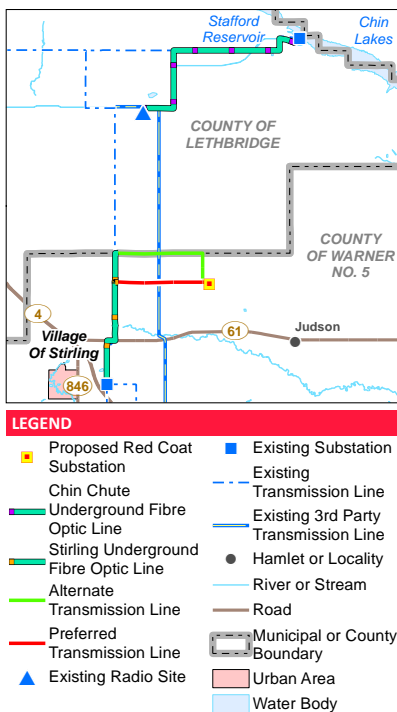 Stafford
Reservoir
Chin
Lakes
COUNTY OF
LETHBRIDGE
COUNTY
OF WARNER
NO. 5
4
Village
Of Stirling
61
Judson
846
LEGEND
Proposed Red Coat
Substation
Chin Chute
Underground Fibre
Optic Line
Stirling Underground
Fibre Optic Line
Alternate
Transmission Line
Preferred
Transmission Line
Existing Radio Site
Existing Substation
Existing
Transmission Line
Existing 3rd Party
Transmission Line
Hamlet or Locality
River or Stream
Road
Municipal or County
Boundary
Urban Area
Water Body